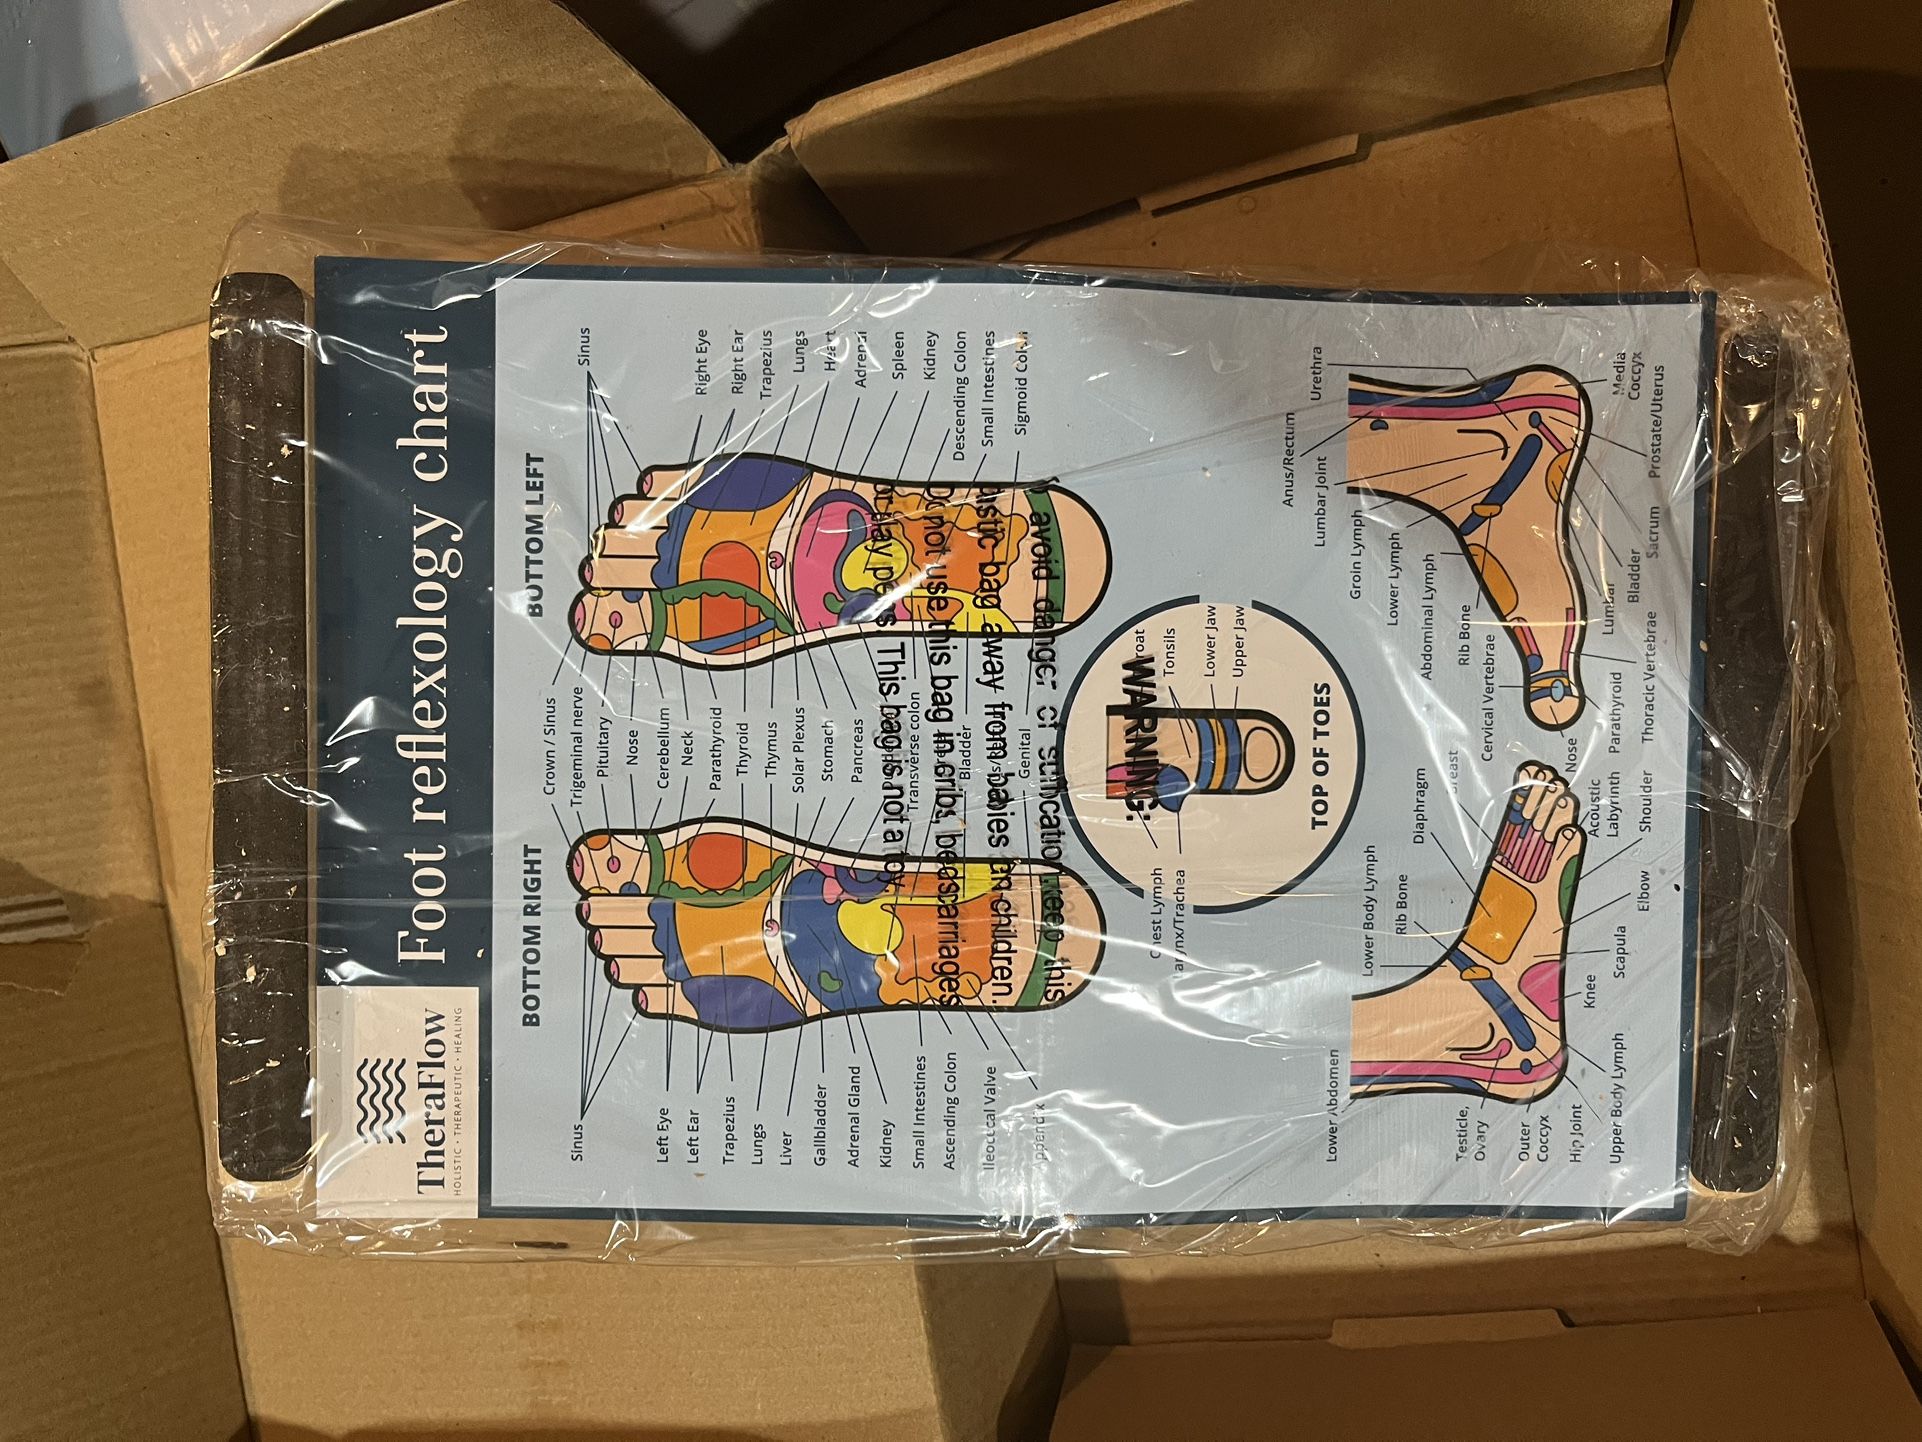 TheraFlow
HOLISTIC · THERAPEUTIC · HEALING
Foot reflexology chart
BOTTOM RIGHT
BOTTOM LEFT
Sinus
Left Eye
Left Ear
Trapezius
Lungs
Liver
Gallbladder
Adrenal Gland
Kidney
Small Intestines
Ascending Colon
Ileocecal Valve
Appendix
Crown / Sinus
Trigeminal nerve
Pituitary
Nose
Cerebellum
Neck
Parathyroid
Thyroid
Thymus
Solar Plexus
Stomach
Pancreas
Transverse colon
Bladder
Genital
Sinus
Right Eye
Right Ear
Trapezius
Lungs
Heart
Adrenal
Spleen
Kidney
Descending Colon
Small Intestines
Sigmoid Colon
Chest Lymph
Larynx/Trachea
Tonsils
Lower Jaw
Upper Jaw
TOP OF TOES
Lower Abdomen
Lower Body Lymph
Rib Bone
Diaphragm
Breast
Testicle,
Ovary
Outer
Coccyx
Hip Joint
Upper Body Lymph
Knee
Scapula
Elbow
Shoulder
Acoustic
Labyrinth
Urethra
Anus/Rectum
Lumbar Joint
Groin Lymph
Lower Lymph
Abdominal Lymph
Rib Bone
Cervical Vertebrae
Nose
Parathyroid
Thoracic Vertebrae
Lumbar
Bladder
Sacrum
Prostate/Uterus
Media
Coccyx
WARNING:
avoid danger of suffication, keep this
plastic bag away from babies and children.
Do not use this bag in cribs, beds, carriages
or play pens. This bag is not a toy.